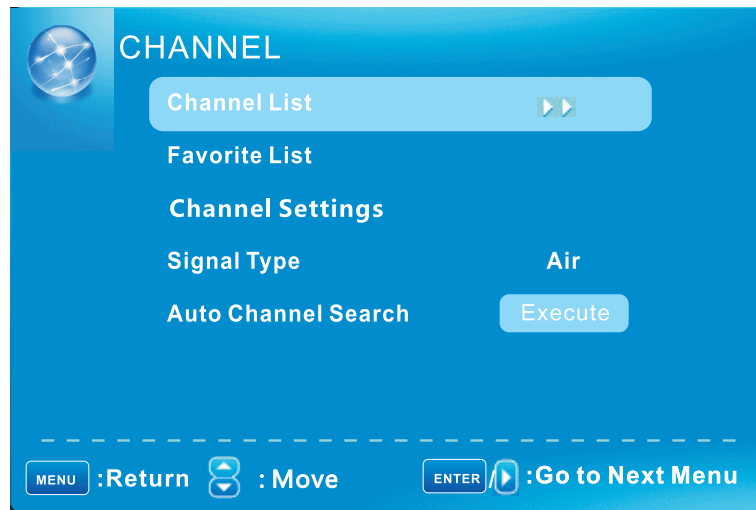 CHANNEL
Channel List
Favorite List
Channel Settings
Signal Type Air
Auto Channel Search Execute
MENU :Return : Move ENTER / :Go to Next Menu